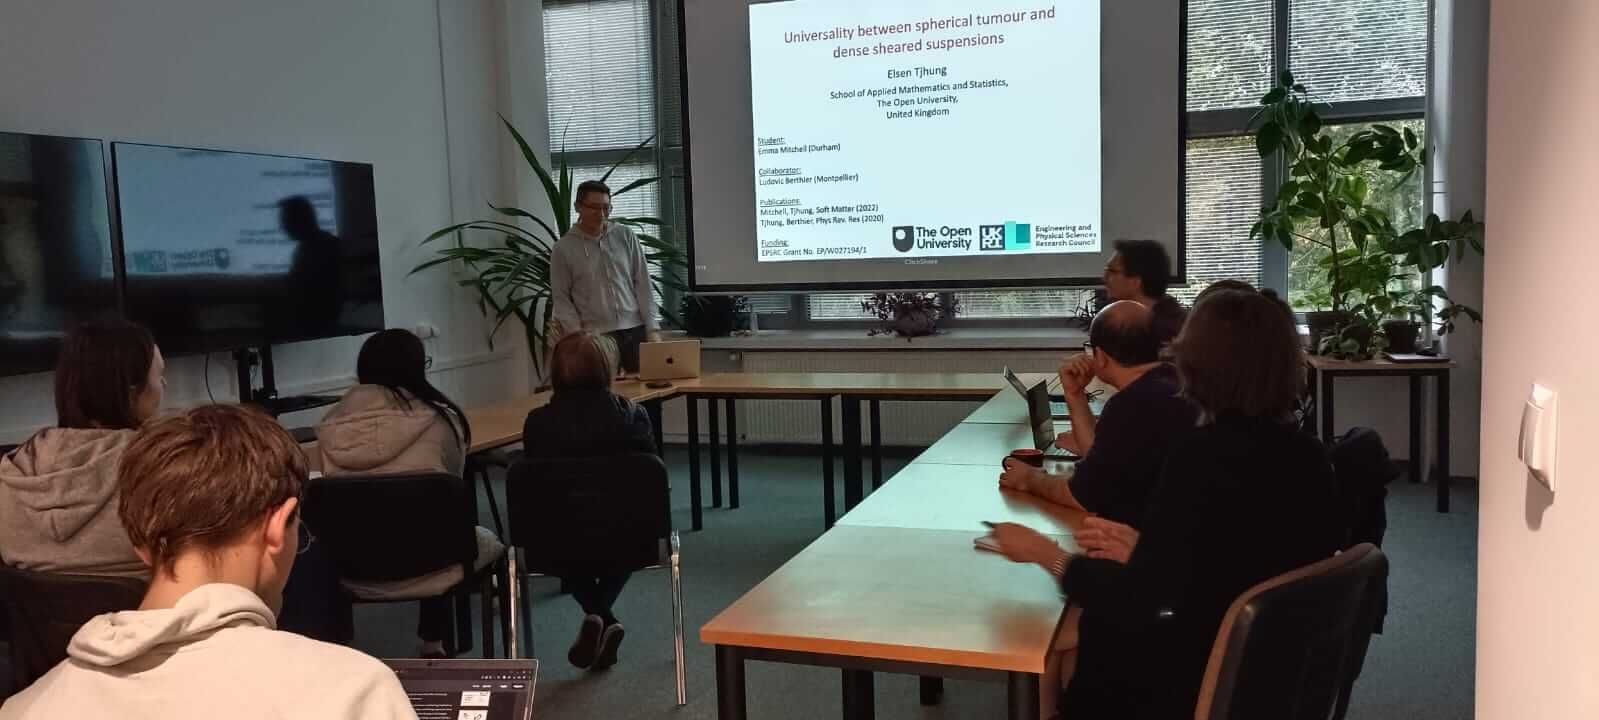 Universality between spherical tumour and
dense sheared suspensions
Elsen Tjhung
School of Applied Mathematics and Statistics,
The Open University,
United Kingdom
Student:
Emma Mitchell (Durham)
Collaborator:
Ludovic Berthier (Montpellier)
Publications:
Mitchell, Tjhung, Soft Matter (2022)
Tjhung, Berthier, Phys Rev. Res (2020)
Funding:
EPSRC Grant No. EP/W027194/1
The Open
University
UK
RI
Engineering and
Physical Sciences
Research Council
ClickShare